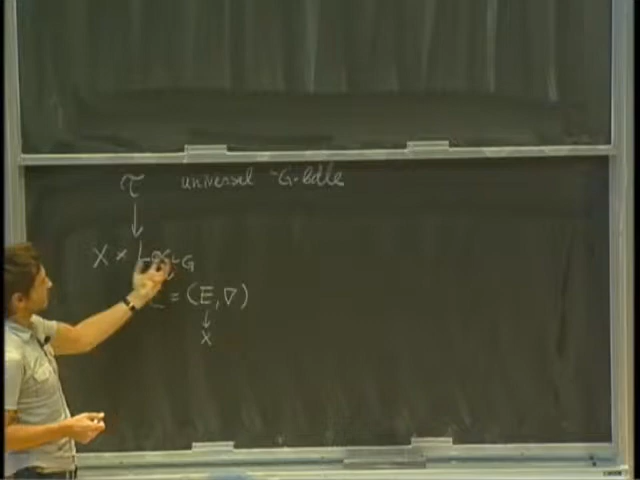 τ universal G-bdle
↓
X × Loc_G
= (E, ∇)
↓
X